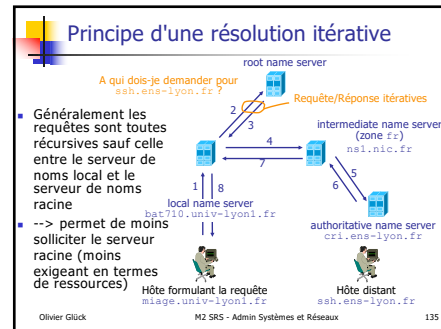 Principe d'une résolution itérative
root name server
A qui dois-je demander pour
ssh.ens-lyon.fr ?
Requête/Réponse itératives
2
3
▪ Généralement les
requêtes sont toutes
récursives sauf celle
entre le serveur de
noms local et le
serveur de noms
racine
▪ --> permet de moins
solliciter le serveur
racine (moins
exigeant en termes
de ressources)
intermediate name server
(zone fr)
ns1.nic.fr
4
7
5
6
1
8
local name server
bat710.univ-lyon1.fr
authoritative name server
cri.ens-lyon.fr
Hôte formulant la requête
miage.univ-lyon1.fr
Hôte distant
ssh.ens-lyon.fr
Olivier Glück
M2 SRS - Admin Systèmes et Réseaux
135